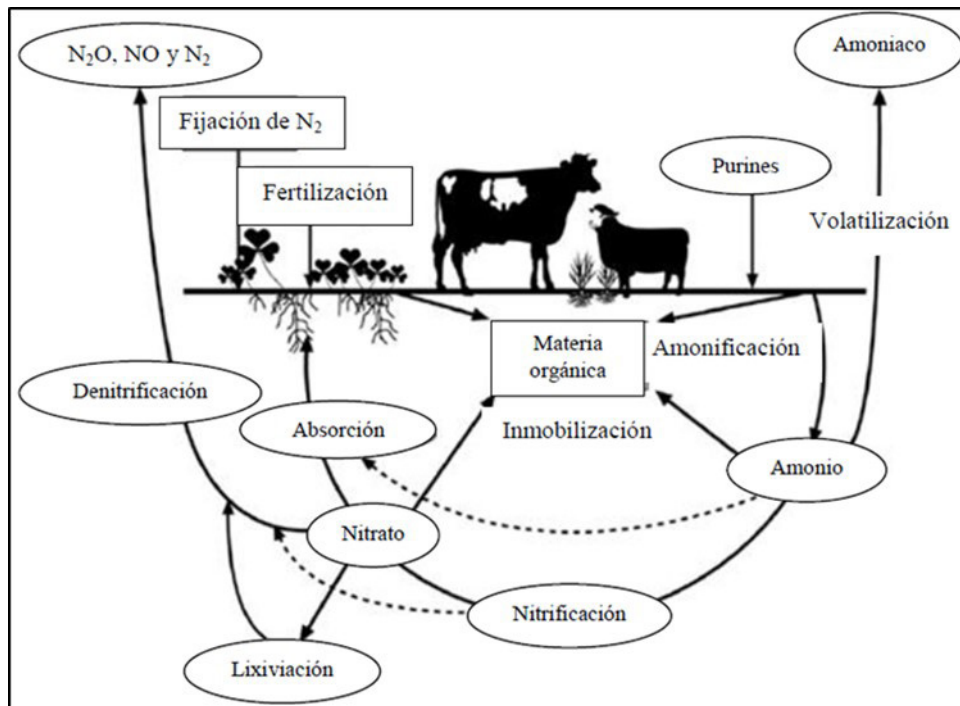 N₂O, NO y N₂
Amoniaco
Fijación de N₂
Purines
Fertilización
Volatilización
Materia
orgánica
Amonificación
Denitrificación
Absorción
Inmobilización
Amonio
Nitrato
Nitrificación
Lixiviación